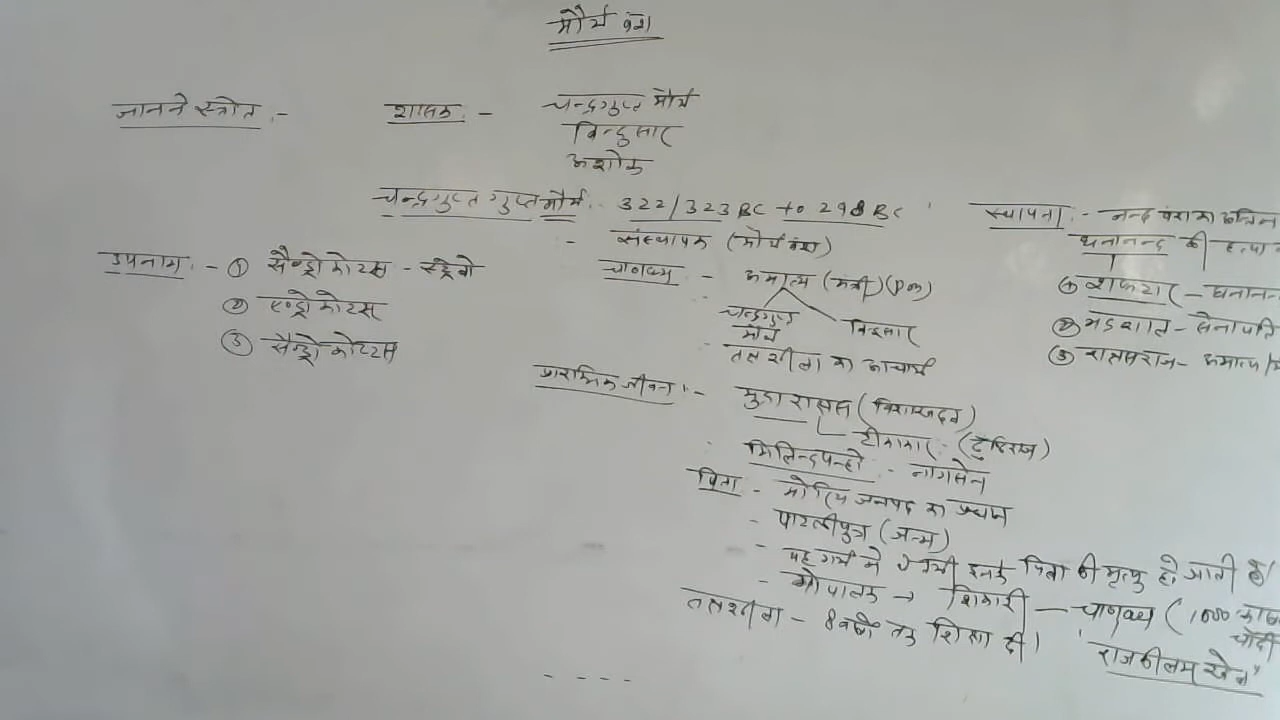 मौर्य वंश
जानने स्त्रोत :-
शासक :- चन्द्रगुप्त मौर्य
बिन्दुसार
अशोक
चन्द्रगुप्त गुप्त मौर्य :- 322/323 BC to 298 BC
- संस्थापक (मौर्य वंश)
चाणक्य :- अमात्य (मंत्री) (PM)
चन्द्रगुप्त मौर्य
बिन्दुसार
तक्षशीला का आचार्य
उपनाम :- ① सैण्ड्रोकोटस - स्ट्रेबो
② एण्ड्रोकोटस
③ सैन्ड्रोकोट्टस
स्थापना :- नन्द वंश का अन्तिम
धनानन्द की हत्या
① शकटार - धनानन
② भद्दशाल - सेनापति
③ राक्षसराज - अमात्य/
प्रारम्भिक जीवन :- मुद्राराक्षस (विशाखदत्त)
टीकाकार - (ढुण्ढिराज)
मिलिन्दपन्हो - नागसेन
पिता - मोरिय जनपद का प्रधान
- पाटलीपुत्र (जन्म)
- यह गर्भ मे थे तभी इनके पिता की मृत्यु हो जाती है।
- गोपालक → शिकारी — चाणक्य (1000 चाँदी
तक्षशीला - 8 वर्षो तक शिक्षा दी।
"राजकीलम खेल"